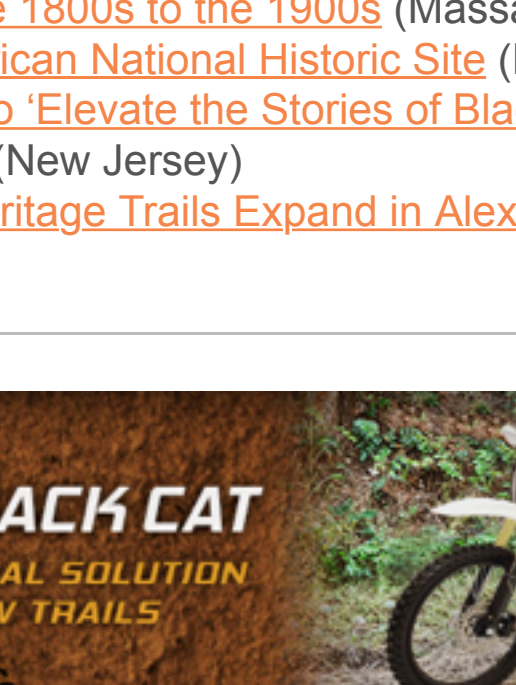 1800s to the 1900s (Massa
ican National Historic Site (
‘Elevate the Stories of Bla
(New Jersey)
ritage Trails Expand in Alex
ACK CAT
AL SOLUTION
TRAILS